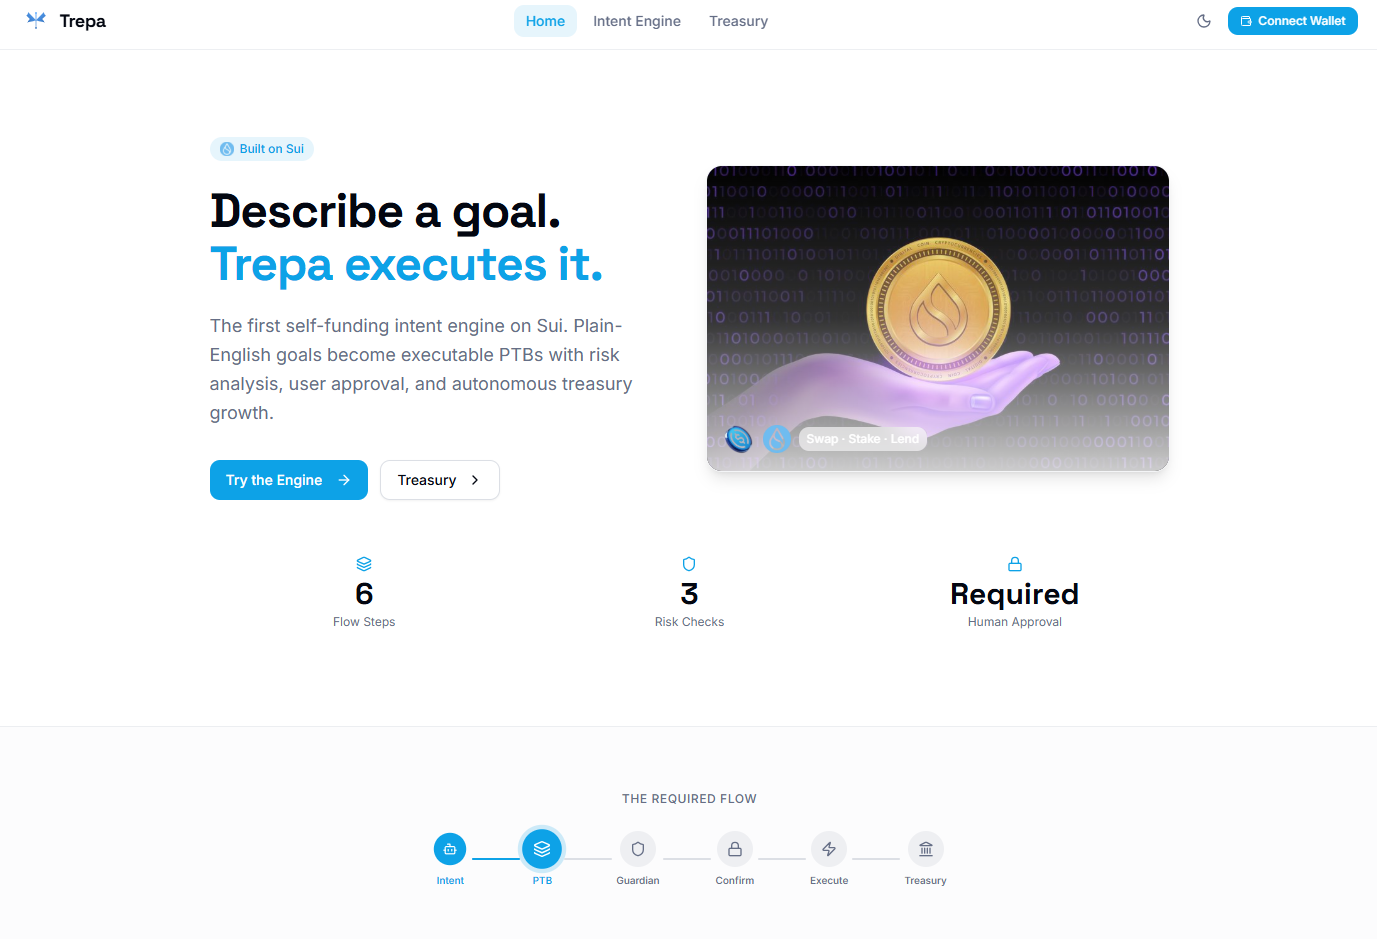 Trepa
Home
Intent Engine
Treasury
Connect Wallet
Built on Sui
Describe a goal.
Trepa executes it.
The first self-funding intent engine on Sui. Plain-
English goals become executable PTBs with risk
analysis, user approval, and autonomous treasury
growth.
Try the Engine
Treasury
Swap · Stake · Lend
6
Flow Steps
3
Risk Checks
Required
Human Approval
THE REQUIRED FLOW
Intent
PTB
Guardian
Confirm
Execute
Treasury